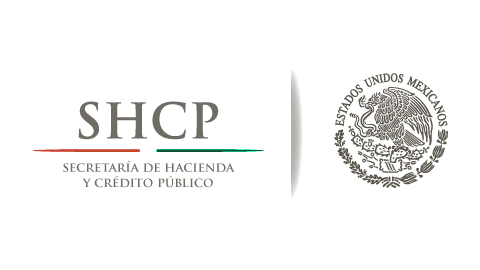 SHCP
SECRETARÍA DE HACIENDA
Y CRÉDITO PÚBLICO
ESTADOS UNIDOS MEXICANOS